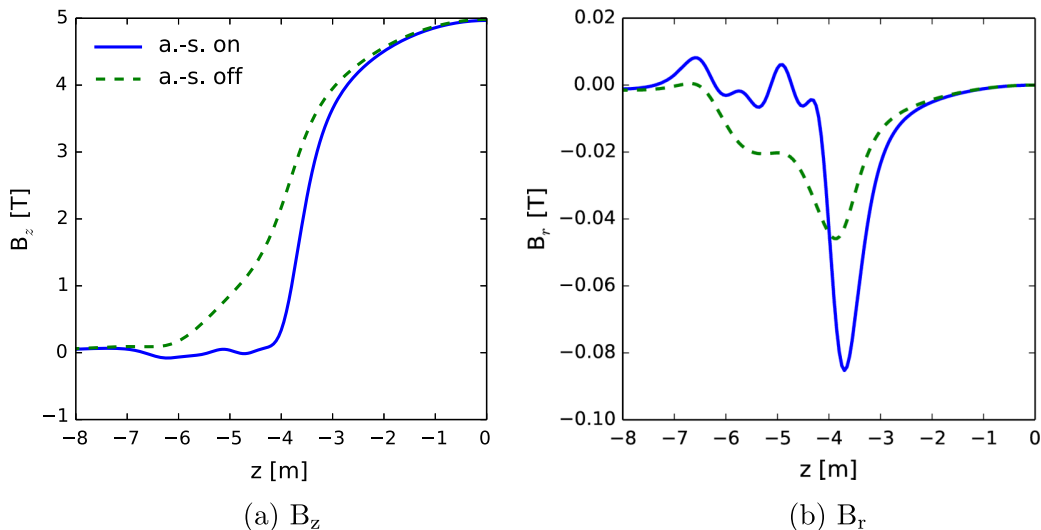 5
4
3
2
1
0
−1
B_z [T]
a.-s. on
a.-s. off
−8 −7 −6 −5 −4 −3 −2 −1 0
z [m]
(a) B_z
0.02
0.00
−0.02
−0.04
−0.06
−0.08
−0.10
B_r [T]
−8 −7 −6 −5 −4 −3 −2 −1 0
z [m]
(b) B_r